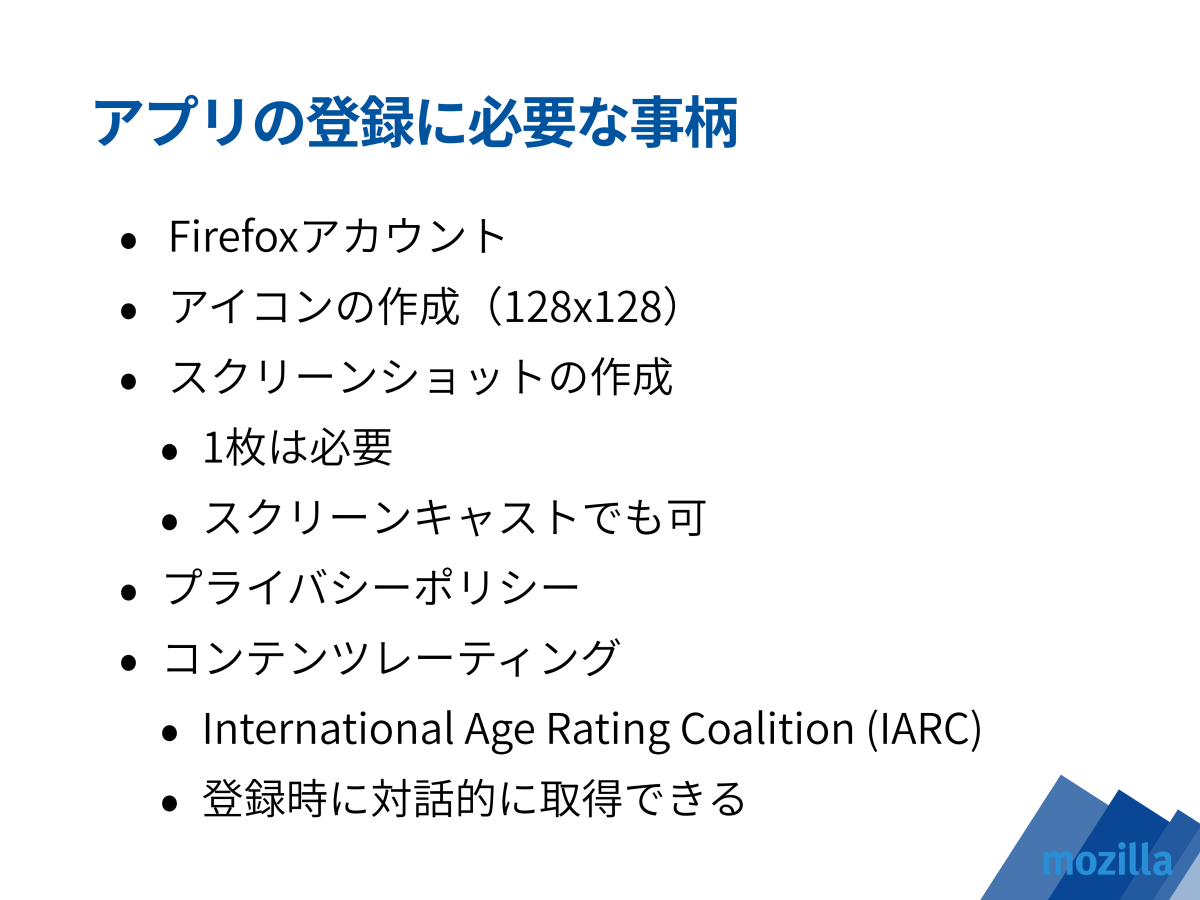 アプリの登録に必要な事柄
● Firefoxアカウント
● アイコンの作成（128x128）
● スクリーンショットの作成
● 1枚は必要
● スクリーンキャストでも可
● プライバシーポリシー
● コンテンツレーティング
● International Age Rating Coalition (IARC)
● 登録時に対話的に取得できる
mozilla